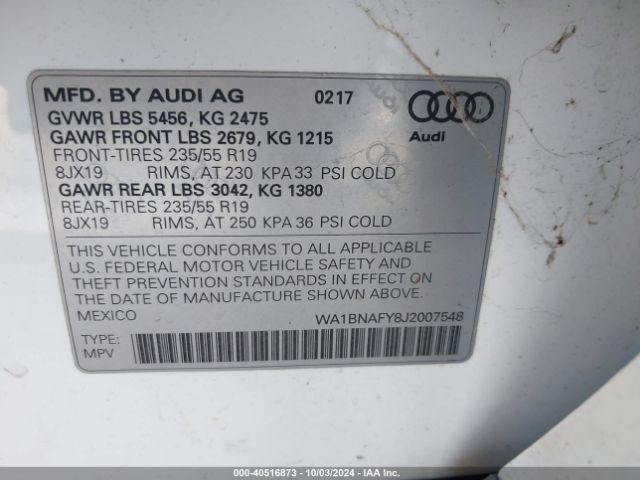 MFD. BY AUDI AG 0217
GVWR LBS 5456, KG 2475
GAWR FRONT LBS 2679, KG 1215
FRONT-TIRES 235/55 R19
8JX19 RIMS, AT 230 KPA 33 PSI COLD
GAWR REAR LBS 3042, KG 1380
REAR-TIRES 235/55 R19
8JX19 RIMS, AT 250 KPA 36 PSI COLD
Audi
THIS VEHICLE CONFORMS TO ALL APPLICABLE
U.S. FEDERAL MOTOR VEHICLE SAFETY AND
THEFT PREVENTION STANDARDS IN EFFECT ON
THE DATE OF MANUFACTURE SHOWN ABOVE.
MEXICO WA1BNAFY8J2007548
TYPE:
MPV
000-40516873 - 10/03/2024 - IAA Inc.